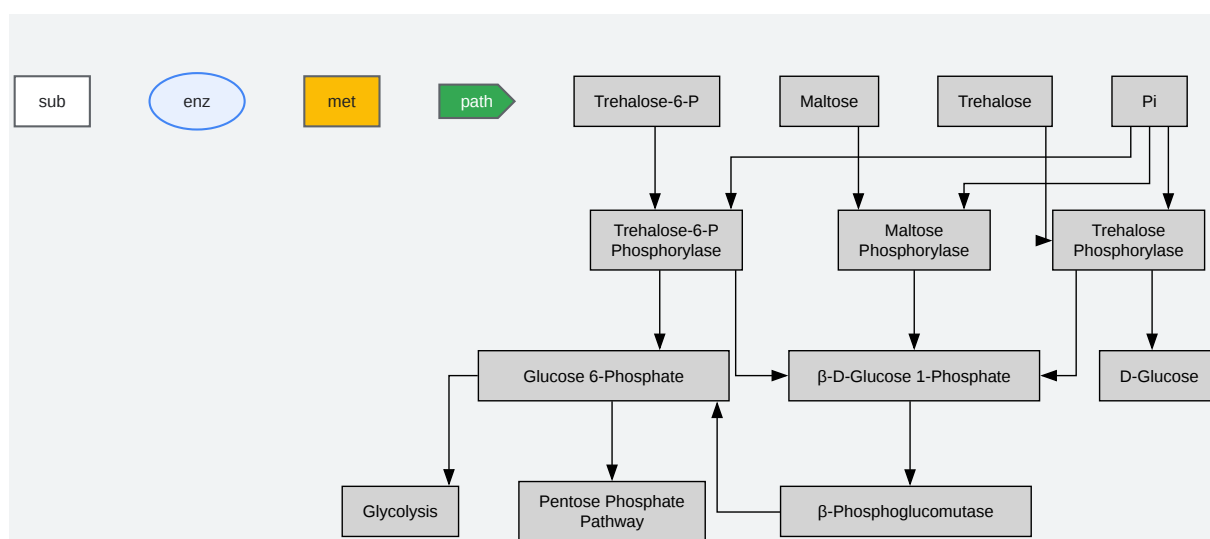 sub
enz
met
path
Trehalose-6-P
Maltose
Trehalose
Pi
Trehalose-6-P
Phosphorylase
Maltose
Phosphorylase
Trehalose
Phosphorylase
Glucose 6-Phosphate
β-D-Glucose 1-Phosphate
D-Glucose
Glycolysis
Pentose Phosphate
Pathway
β-Phosphoglucomutase